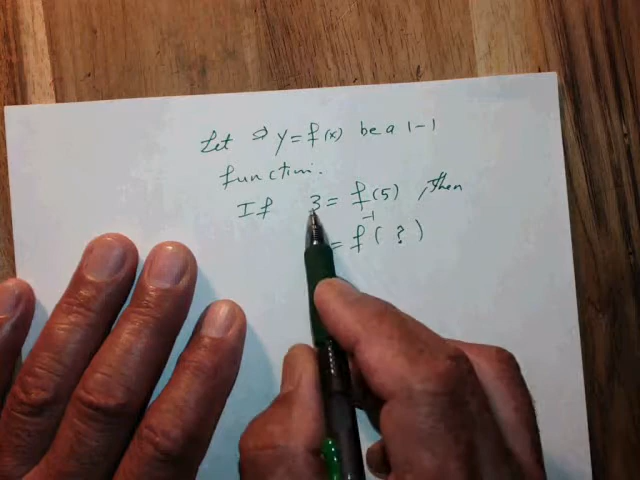 Let y = f(x) be a 1-1
function.
If 3 = f(5) , then
= f⁻¹( ? )